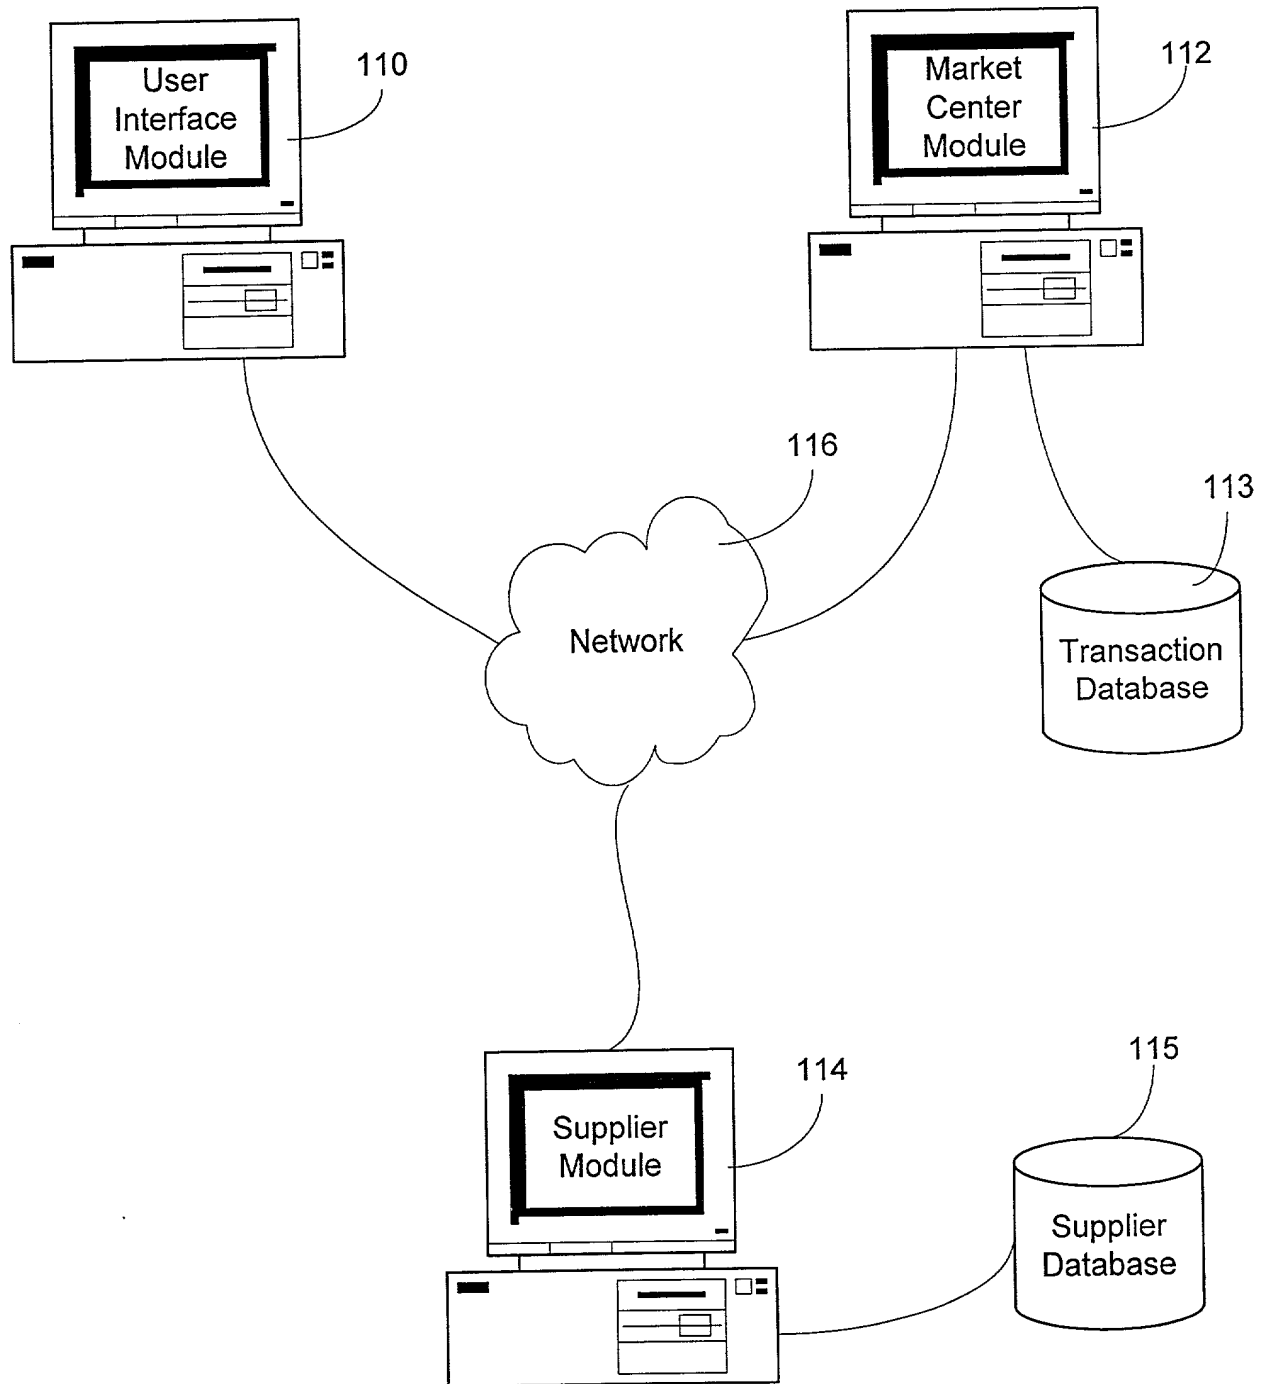 User
Interface
Module
110
Market
Center
Module
112
116
113
Network
Transaction
Database
114
115
Supplier
Module
Supplier
Database